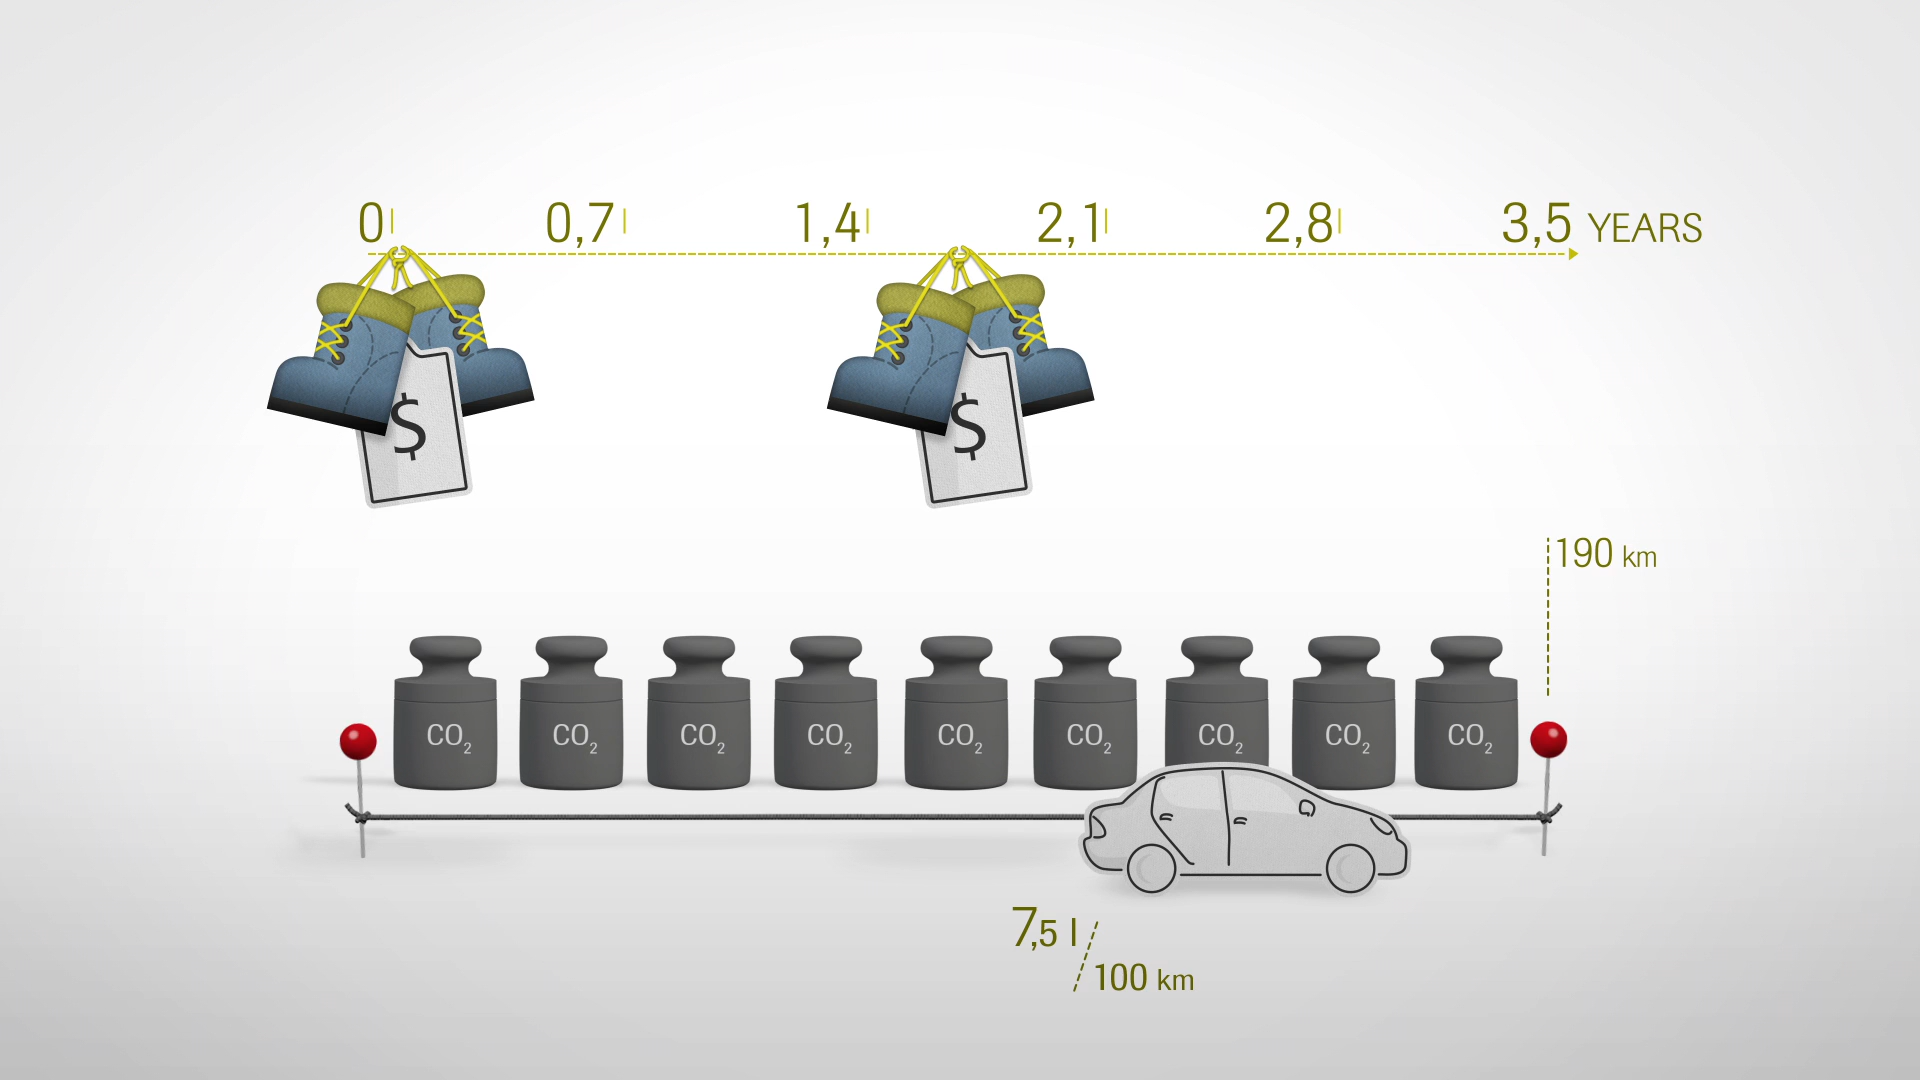 0 0,7 1,4 2,1 2,8 3,5 YEARS
$ $
190 km
CO₂ CO₂ CO₂ CO₂ CO₂ CO₂ CO₂ CO₂ CO₂
7,5 l/
100 km